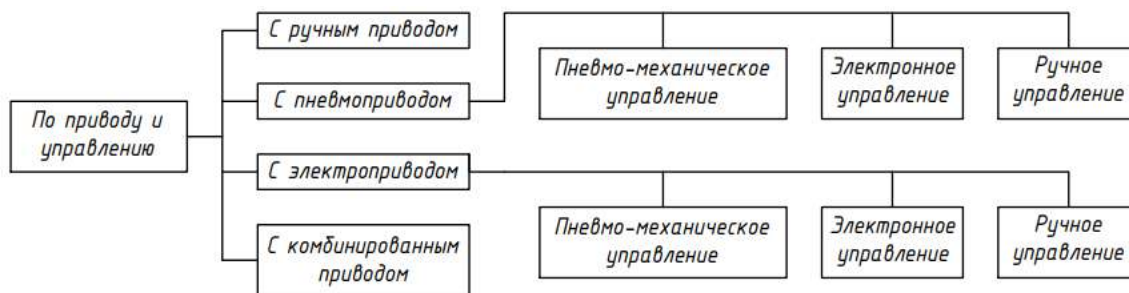 С ручным приводом
Пневмо-механическое
управление
Электронное
управление
Ручное
управление
С пневмоприводом
По приводу и
управлению
С электроприводом
Пневмо-механическое
управление
Электронное
управление
Ручное
управление
С комбинированным
приводом